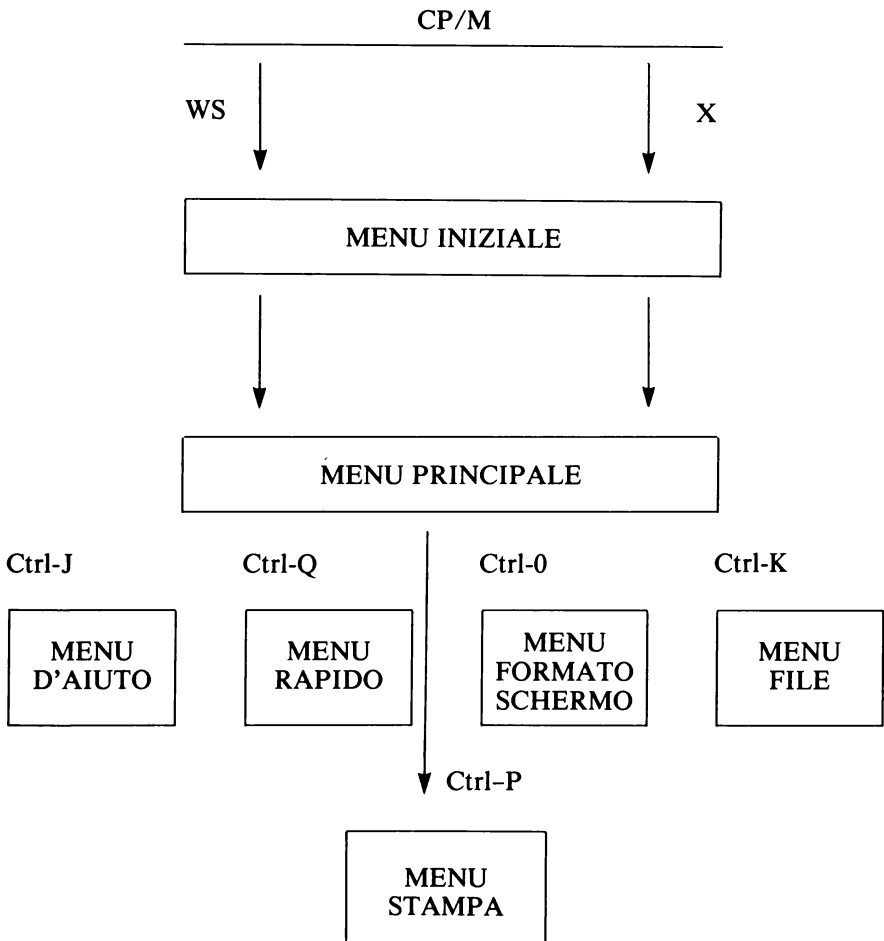 CP/M
WS
X
MENU INIZIALE
MENU PRINCIPALE
Ctrl-J
Ctrl-Q
Ctrl-0
Ctrl-K
MENU
D'AIUTO
MENU
RAPIDO
MENU
FORMATO
SCHERMO
MENU
FILE
Ctrl-P
MENU
STAMPA